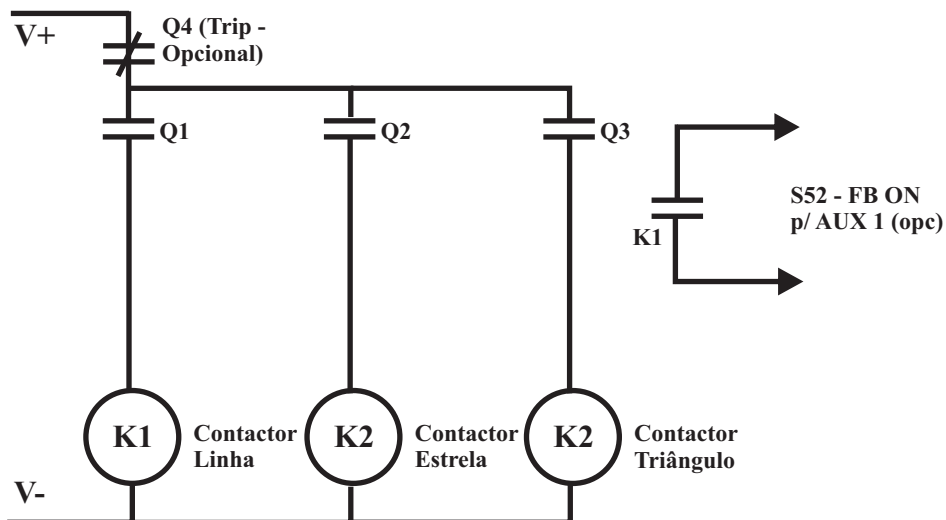 V+
Q4 (Trip -
Opcional)
Q1
Q2
Q3
K1
S52 - FB ON
p/ AUX 1 (opc)
K1
Contactor
Linha
K2
Contactor
Estrela
K2
Contactor
Triângulo
V-